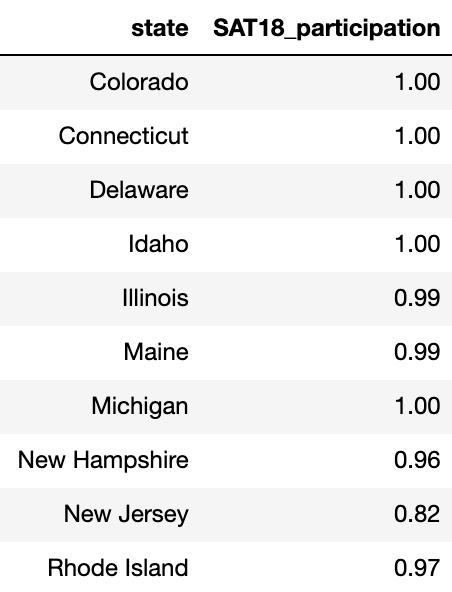 state SAT18_participation
Colorado 1.00
Connecticut 1.00
Delaware 1.00
Idaho 1.00
Illinois 0.99
Maine 0.99
Michigan 1.00
New Hampshire 0.96
New Jersey 0.82
Rhode Island 0.97